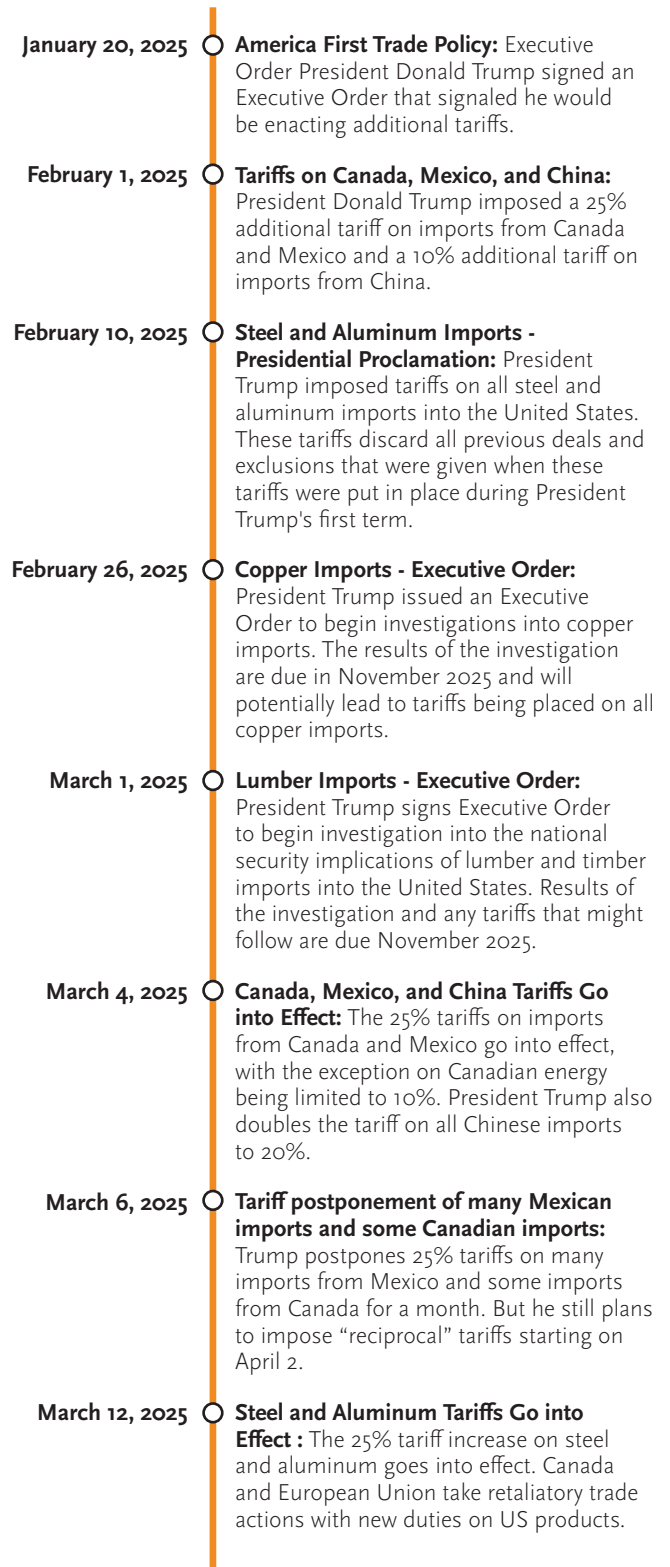 January 20, 2025
America First Trade Policy: Executive
Order President Donald Trump signed an
Executive Order that signaled he would
be enacting additional tariffs.
February 1, 2025
Tariffs on Canada, Mexico, and China:
President Donald Trump imposed a 25%
additional tariff on imports from Canada
and Mexico and a 10% additional tariff on
imports from China.
February 10, 2025
Steel and Aluminum Imports -
Presidential Proclamation: President
Trump imposed tariffs on all steel and
aluminum imports into the United States.
These tariffs discard all previous deals and
exclusions that were given when these
tariffs were put in place during President
Trump's first term.
February 26, 2025
Copper Imports - Executive Order:
President Trump issued an Executive
Order to begin investigations into copper
imports. The results of the investigation
are due in November 2025 and will
potentially lead to tariffs being placed on all
copper imports.
March 1, 2025
Lumber Imports - Executive Order:
President Trump signs Executive Order
to begin investigation into the national
security implications of lumber and timber
imports into the United States. Results of
the investigation and any tariffs that might
follow are due November 2025.
March 4, 2025
Canada, Mexico, and China Tariffs Go
into Effect: The 25% tariffs on imports
from Canada and Mexico go into effect,
with the exception on Canadian energy
being limited to 10%. President Trump also
doubles the tariff on all Chinese imports
to 20%.
March 6, 2025
Tariff postponement of many Mexican
imports and some Canadian imports:
Trump postpones 25% tariffs on many
imports from Mexico and some imports
from Canada for a month. But he still plans
to impose “reciprocal” tariffs starting on
April 2.
March 12, 2025
Steel and Aluminum Tariffs Go into
Effect : The 25% tariff increase on steel
and aluminum goes into effect. Canada
and European Union take retaliatory trade
actions with new duties on US products.